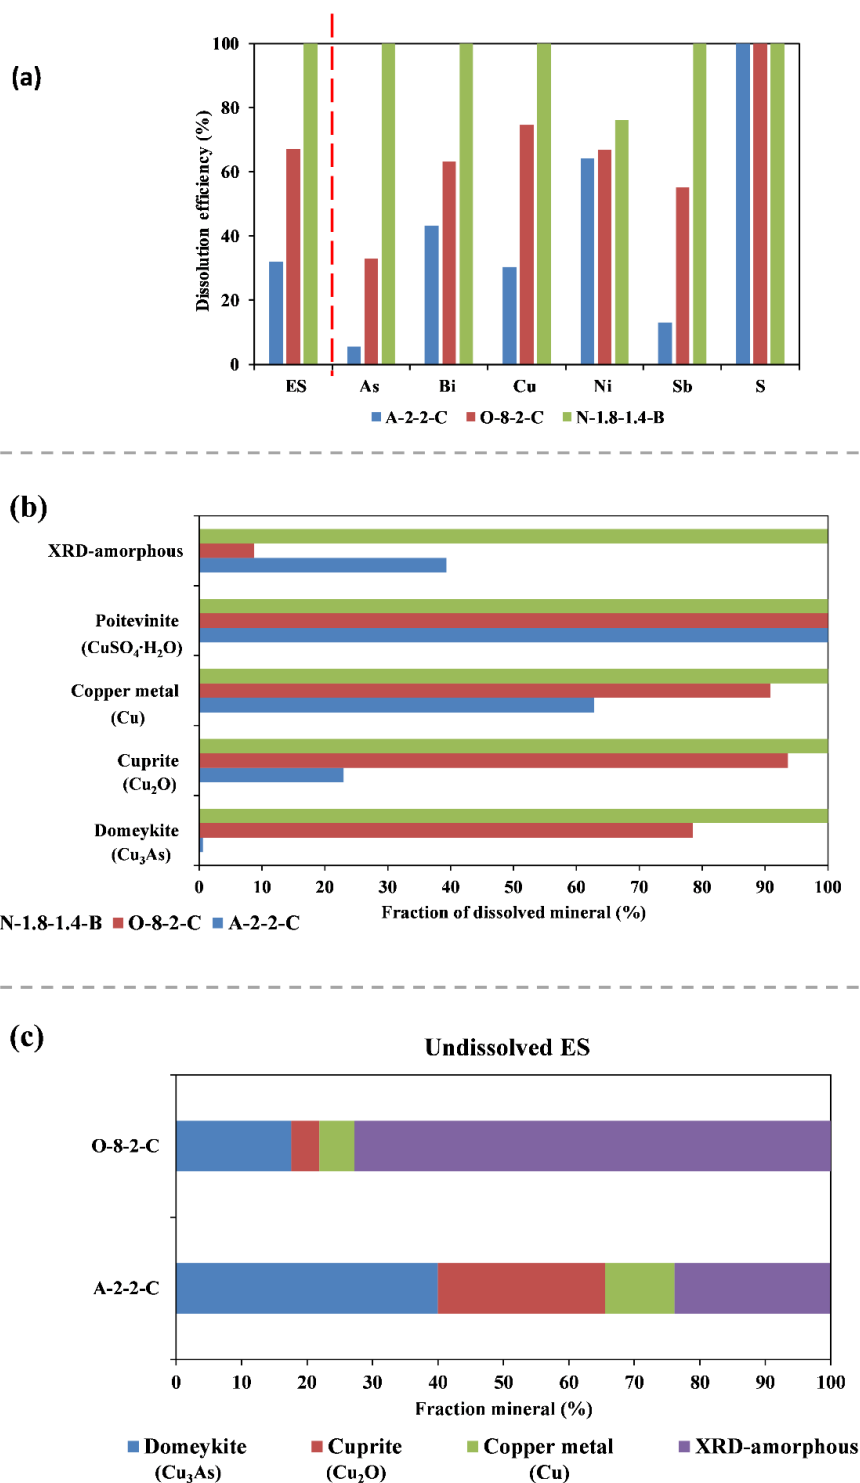 (a)
Dissolution efficiency (%)
100
80
60
40
20
0
ES As Bi Cu Ni Sb S
A-2-2-C O-8-2-C N-1.8-1.4-B
(b)
XRD-amorphous
Poitevinite
(CuSO₄·H₂O)
Copper metal
(Cu)
Cuprite
(Cu₂O)
Domeykite
(Cu₃As)
0 10 20 30 40 50 60 70 80 90 100
Fraction of dissolved mineral (%)
N-1.8-1.4-B O-8-2-C A-2-2-C
(c)
Undissolved ES
O-8-2-C
A-2-2-C
0 10 20 30 40 50 60 70 80 90 100
Fraction mineral (%)
Domeykite Cuprite Copper metal XRD-amorphous
(Cu₃As) (Cu₂O) (Cu)